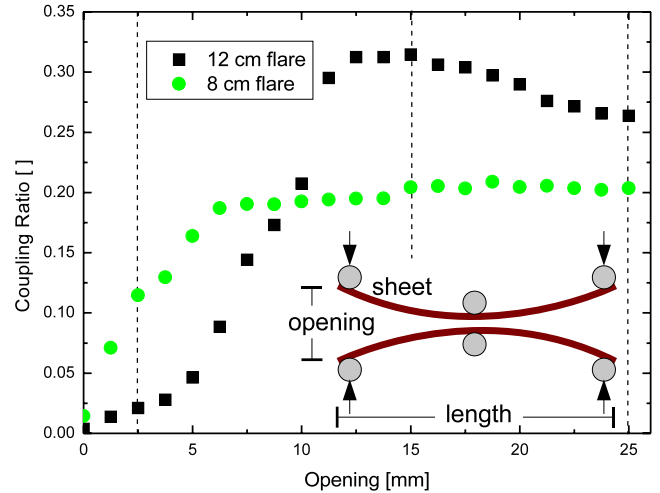 0.35
0.30
0.25
0.20
0.15
0.10
0.05
0.00
Coupling Ratio [ ]
12 cm flare
8 cm flare
sheet
opening
length
0 5 10 15 20 25
Opening [mm]